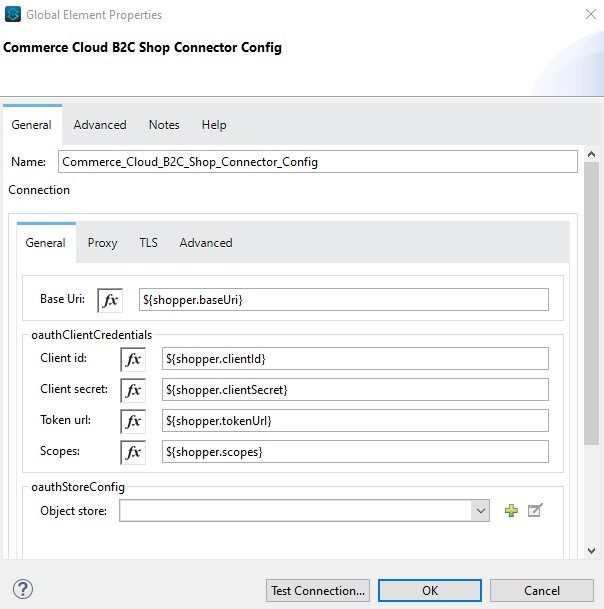 Global Element Properties
Commerce Cloud B2C Shop Connector Config
General Advanced Notes Help
Name: Commerce_Cloud_B2C_Shop_Connector_Config
Connection
General Proxy TLS Advanced
Base Uri: fx ${shopper.baseUri}
oauthClientCredentials
Client id: fx ${shopper.clientId}
Client secret: fx ${shopper.clientSecret}
Token url: fx ${shopper.tokenUrl}
Scopes: fx ${shopper.scopes}
oauthStoreConfig
Object store:
? Test Connection... OK Cancel